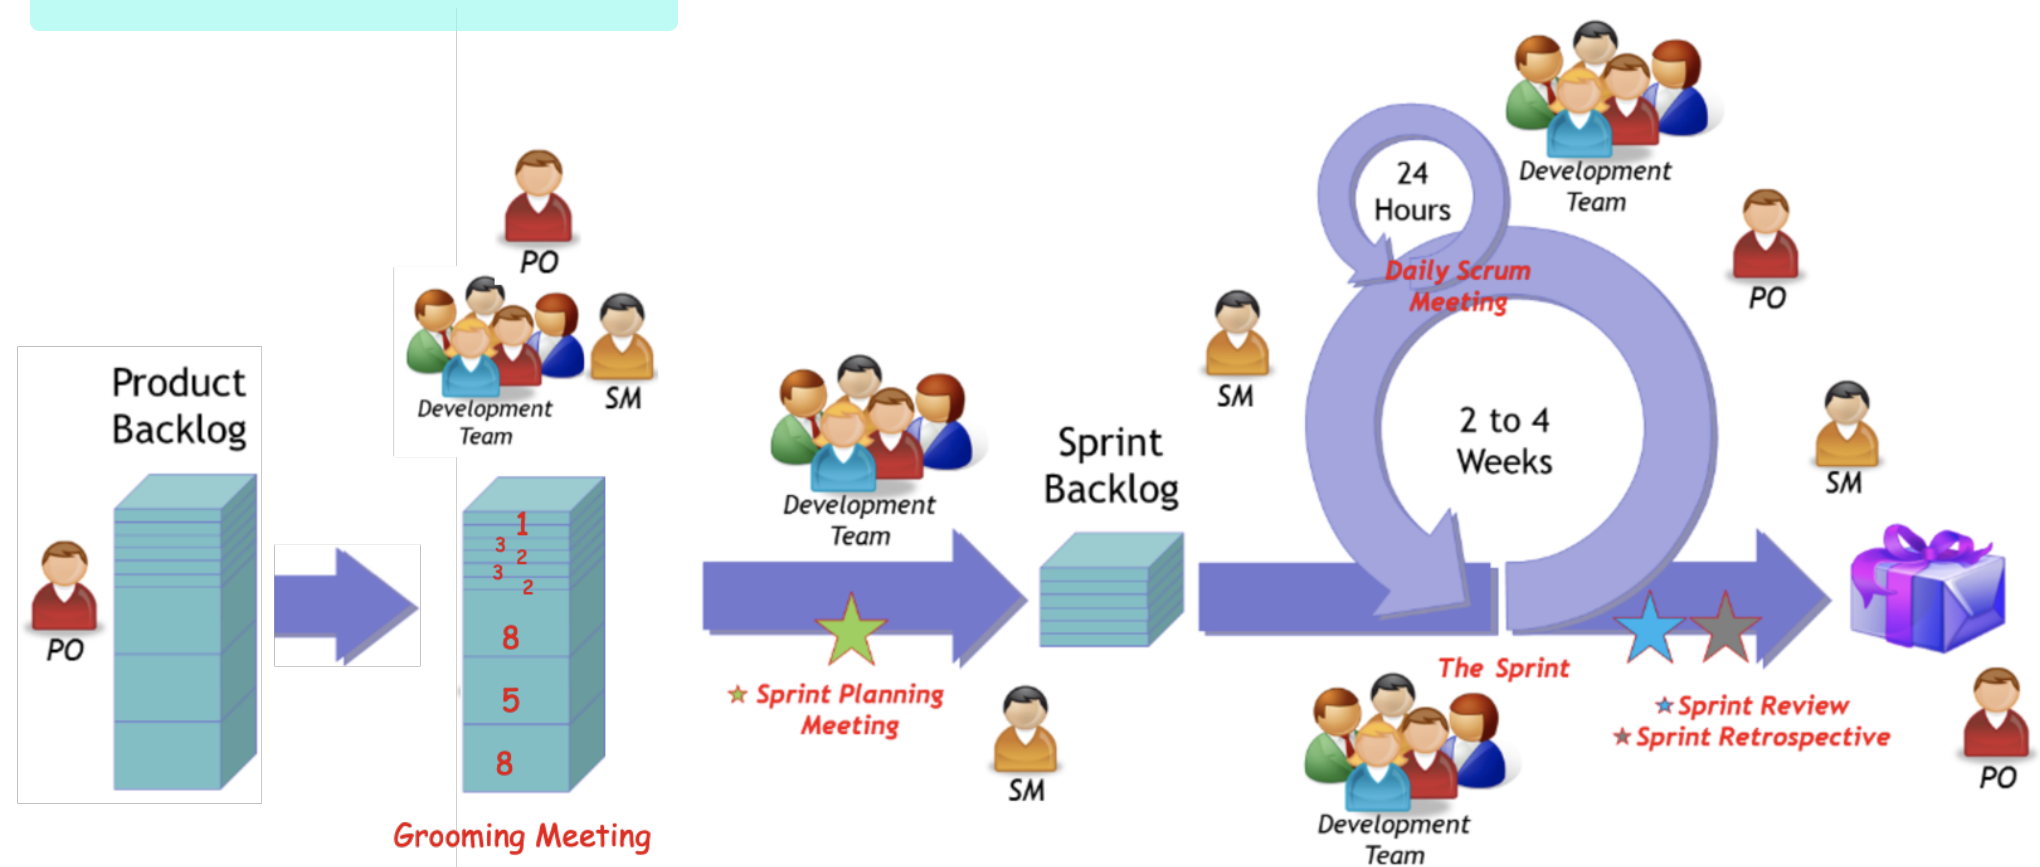 Product
Backlog
PO
PO
Development
Team
SM
1
3
2
3
2
8
5
8
Grooming Meeting
Development
Team
Sprint Planning
Meeting
SM
Sprint
Backlog
24
Hours
Daily Scrum
Meeting
2 to 4
Weeks
SM
Development
Team
PO
SM
The Sprint
Development
Team
Sprint Review
Sprint Retrospective
PO